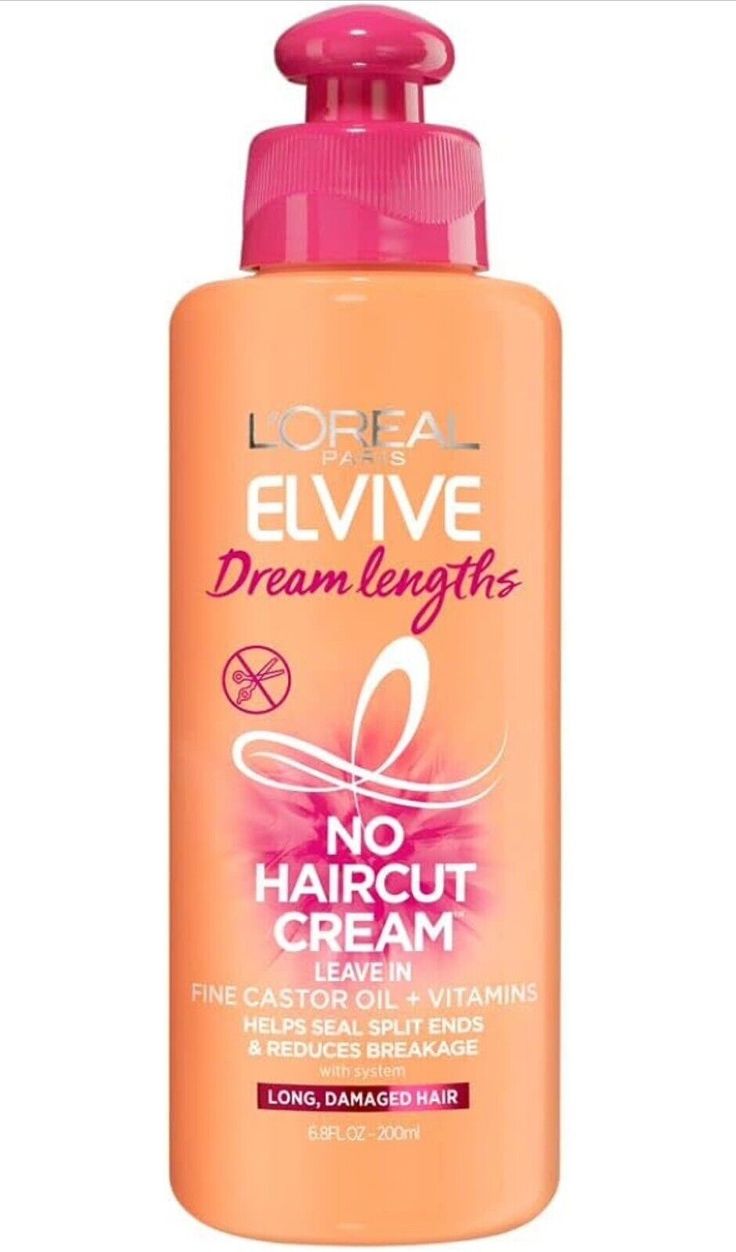 L'ORÉAL
PARIS
ELVIVE
Dream lengths
NO
HAIRCUT
CREAM™
LEAVE IN
FINE CASTOR OIL + VITAMINS
HELPS SEAL SPLIT ENDS
& REDUCES BREAKAGE
with system
LONG, DAMAGED HAIR
6.8FL OZ - 200ml